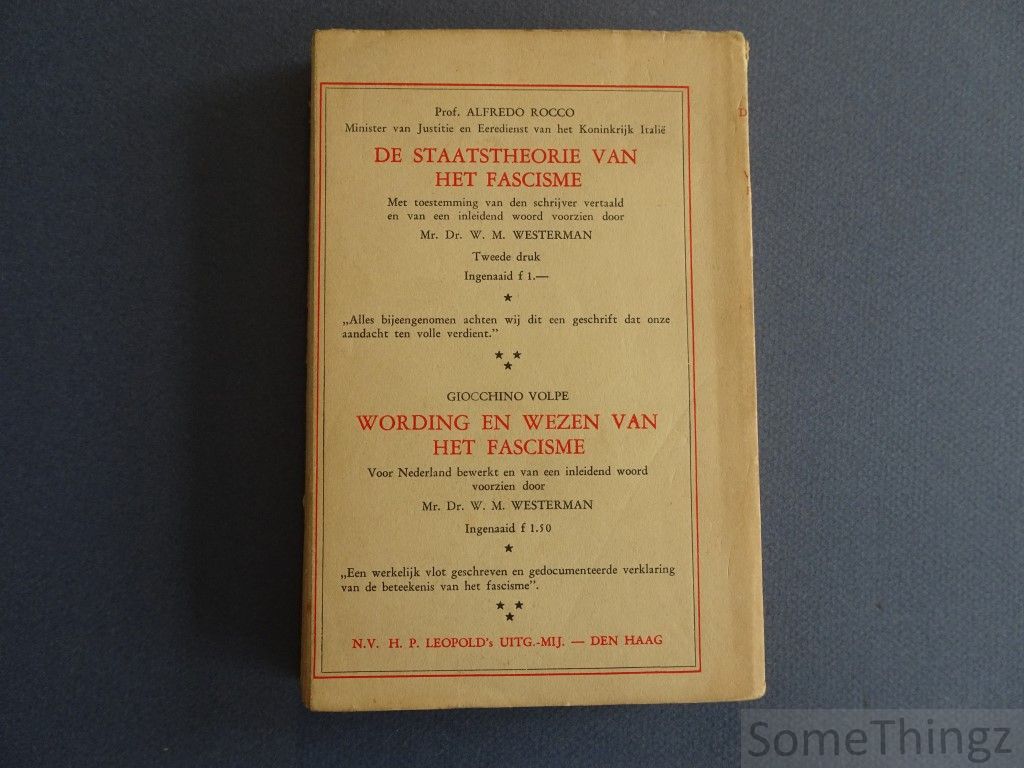 Prof. ALFREDO ROCCO
Minister van Justitie en Eeredienst van het Koninkrijk Italië
DE STAATSTHEORIE VAN
HET FASCISME
Met toestemming van den schrijver vertaald
en van een inleidend woord voorzien door
Mr. Dr. W. M. WESTERMAN
Tweede druk
Ingenaaid f 1.—
„Alles bijeengenomen achten wij dit een geschrift dat onze
aandacht ten volle verdient.”
GIOCCHINO VOLPE
WORDING EN WEZEN VAN
HET FASCISME
Voor Nederland bewerkt en van een inleidend woord
voorzien door
Mr. Dr. W. M. WESTERMAN
Ingenaaid f 1.50
„Een werkelijk vlot geschreven en gedocumenteerde verklaring
van de beteekenis van het fascisme”.
N.V. H. P. LEOPOLD's UITG.-MIJ. — DEN HAAG
D
SomeThingz